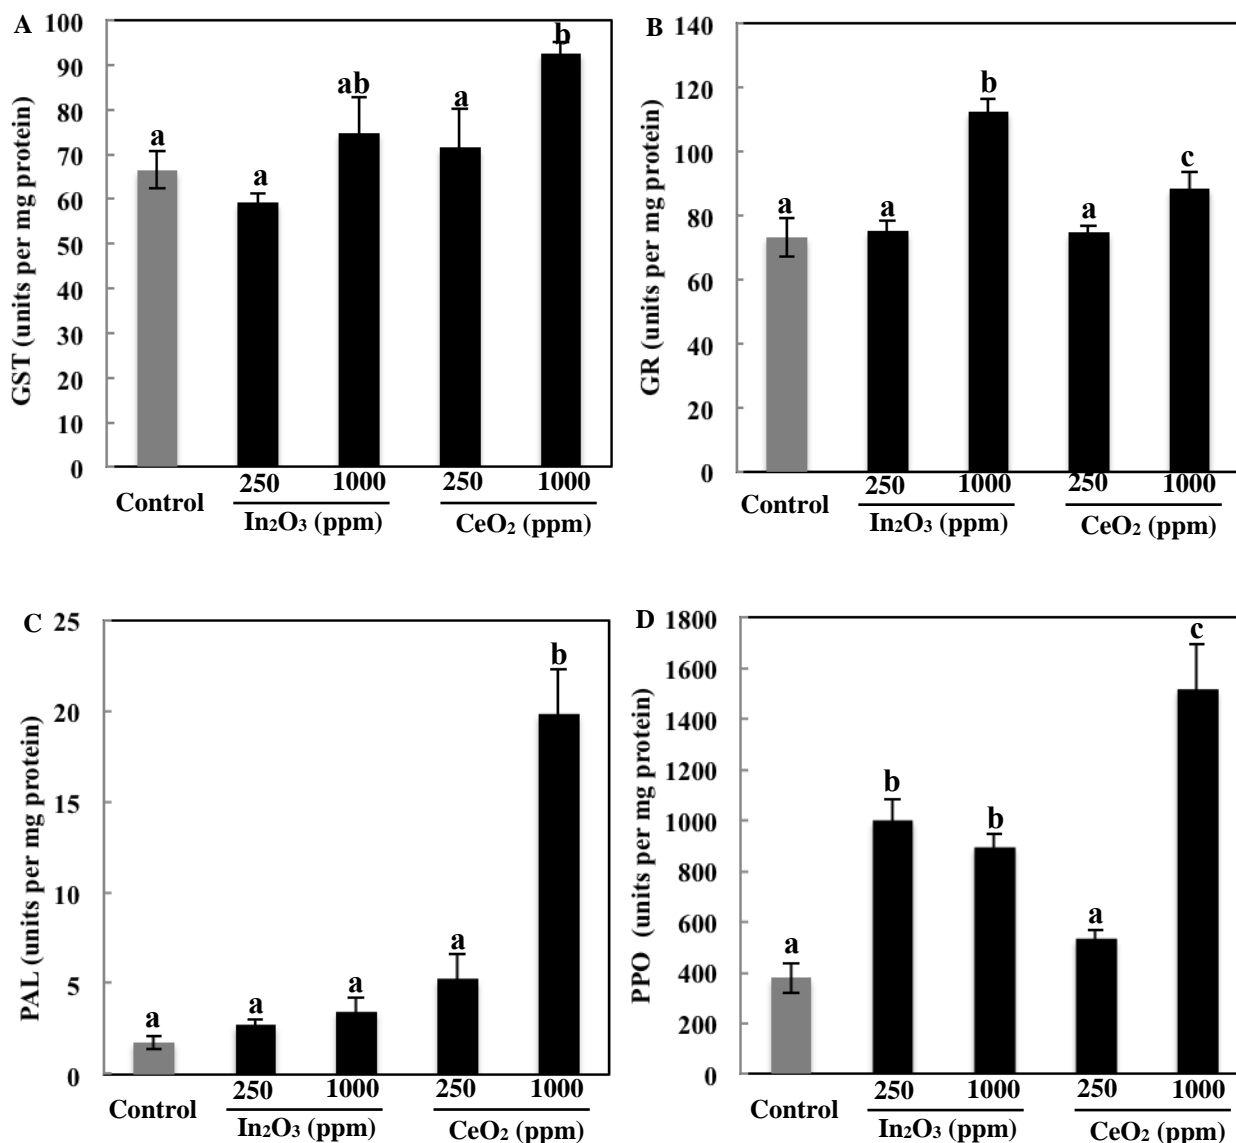 A
GST (units per mg protein)
100
90
80
70
60
50
40
30
20
10
0
a
a
ab
a
b
Control
250
1000
250
1000
In₂O₃ (ppm)
CeO₂ (ppm)
B
GR (units per mg protein)
140
120
100
80
60
40
20
0
a
a
b
a
c
Control
250
1000
250
1000
In₂O₃ (ppm)
CeO₂ (ppm)
C
PAL (units per mg protein)
25
20
15
10
5
0
a
a
a
a
b
Control
250
1000
250
1000
In₂O₃ (ppm)
CeO₂ (ppm)
D
PPO (units per mg protein)
1800
1600
1400
1200
1000
800
600
400
200
0
a
b
b
a
c
Control
250
1000
250
1000
In₂O₃ (ppm)
CeO₂ (ppm)